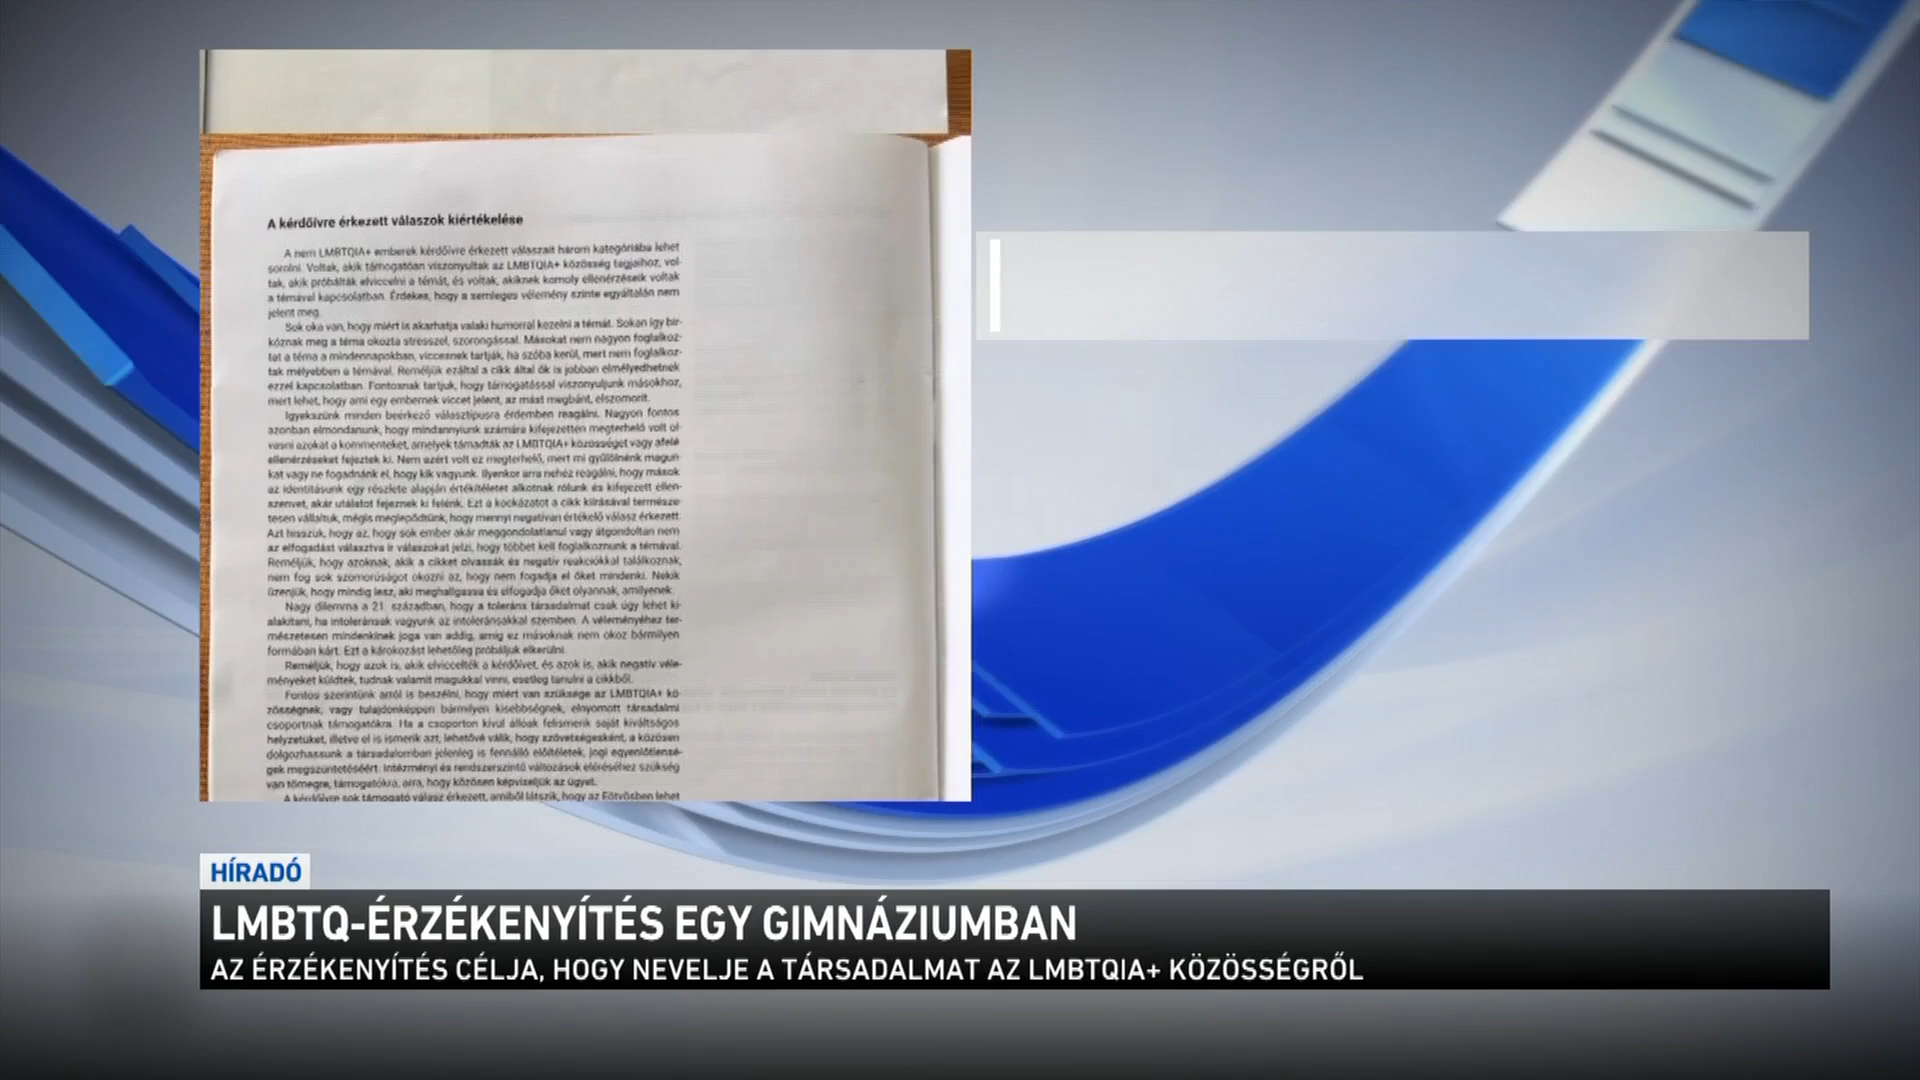 A kérdőívre érkezett válaszok kiértékelése
A nem LMBTQIA+ emberek kérdőívre érkezett válaszait három kategóriába lehet
sorolni. Voltak, akik támogatóan viszonyultak az LMBTQIA+ közösség tagjaihoz, vol-
tak, akik próbálták elviccelni a témát, és voltak, akiknek komoly ellenérzéseik voltak
a témával kapcsolatban. Érdekes, hogy a semleges vélemény szinte egyáltalán nem
jelent meg.
Sok oka van, hogy miért is akarhatja valaki humorral kezelni a témát. Sokan így bir-
kóznak meg a téma okozta stresszel, szorongással. Másokat nem nagyon foglalkoz-
tat a téma a mindennapokban, viccesnek tartják, ha szóba kerül, mert nem foglalkoz-
tak mélyebben a témával. Reméljük ezáltal a cikk által ők is jobban elmélyedhetnek
ezzel kapcsolatban. Fontosnak tartjuk, hogy támogatással viszonyuljunk másokhoz,
mert lehet, hogy ami egy embernek viccet jelent, az mást megbánt, elszomorít.
Igyekszünk minden beérkező választípusra érdemben reagálni. Nagyon fontos
azonban elmondanunk, hogy mindannyiunk számára kifejezetten megterhelő volt ol-
vasni azokat a kommenteket, amelyek támadták az LMBTQIA+ közösséget vagy afelé
ellenérzéseket fejeztek ki. Nem azért volt ez megterhelő, mert mi gyűlölnénk magun-
kat vagy ne fogadnánk el, hogy kik vagyunk. Ilyenkor arra nehéz reagálni, hogy mások
az identitásunk egy részlete alapján értékítéletet alkotnak rólunk és kifejezett ellen-
szenvet, akár utálatot fejeznek ki felénk. Ezt a kockázatot a cikk kiírásával természe-
tesen vállaltuk, mégis meglepődtünk, hogy mennyi negatívan értékelő válasz érkezett.
Azt hisszük, hogy az, hogy sok ember akár meggondolatlanul vagy átgondoltan nem
az elfogadást választva ír válaszokat jelzi, hogy többet kell foglalkoznunk a témával.
Reméljük, hogy azoknak, akik a cikket olvassák és negatív reakciókkal találkoznak,
nem fog sok szomorúságot okozni az, hogy nem fogadja el őket mindenki. Nekik
üzenjük, hogy mindig lesz, aki meghallgassa és elfogadja őket olyannak, amilyenek.
Nagy dilemma a 21. században, hogy a toleráns társadalmat csak úgy lehet ki-
alakítani, ha intoleránsak vagyunk az intoleránsakkal szemben. A véleményéhez ter-
mészetesen mindenkinek joga van addig, amíg ez másoknak nem okoz bármilyen
formában kárt. Ezt a károkozást lehetőleg próbáljuk elkerülni.
Reméljük, hogy azok is, akik elviccelték a kérdőívet, és azok is, akik negatív véle-
ményeket küldtek, tudnak valamit magukkal vinni, esetleg tanulni a cikkből.
Fontos szerintünk arról is beszélni, hogy miért van szüksége az LMBTQIA+ kö-
zösségnek, vagy tulajdonképpen bármilyen kisebbségnek, elnyomott társadalmi
csoportnak támogatókra. Ha a csoporton kívül állóak felismerik saját kiváltságos
helyzetüket, illetve el is ismerik azt, lehetővé válik, hogy szövetségesként, a közösen
dolgozhassunk a társadalomban jelenleg is fennálló előítéletek, jogi egyenlőtlensé-
gek megszüntetéséért. Intézményi és rendszerszintű változások eléréséhez szükség
van tömegre, támogatókra, arra, hogy közösen képviseljük az ügyet.
A kérdőívre sok támogató válasz érkezett, amiből látszik, hogy az Eötvösben lehet
HÍRADÓ
LMBTQ-ÉRZÉKENYÍTÉS EGY GIMNÁZIUMBAN
AZ ÉRZÉKENYÍTÉS CÉLJA, HOGY NEVELJE A TÁRSADALMAT AZ LMBTQIA+ KÖZÖSSÉGRŐL